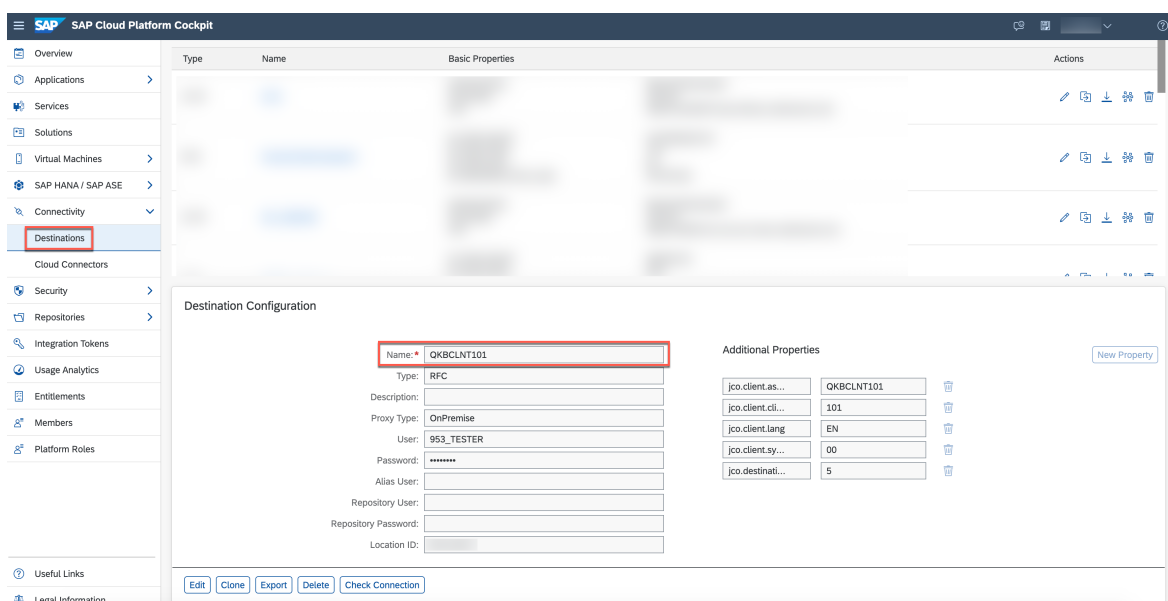 SAP SAP Cloud Platform Cockpit
Overview
Applications
Services
Solutions
Virtual Machines
SAP HANA / SAP ASE
Connectivity
Destinations
Cloud Connectors
Security
Repositories
Integration Tokens
Usage Analytics
Entitlements
Members
Platform Roles
Useful Links
Legal Information
Type Name Basic Properties Actions
Destination Configuration
Name:* QKBCLNT101
Type: RFC
Description:
Proxy Type: OnPremise
User: 953_TESTER
Password: ••••••••
Alias User:
Repository User:
Repository Password:
Location ID:
Additional Properties
New Property
jco.client.as... QKBCLNT101
jco.client.cli... 101
jco.client.lang EN
jco.client.sy... 00
jco.destinati... 5
Edit Clone Export Delete Check Connection